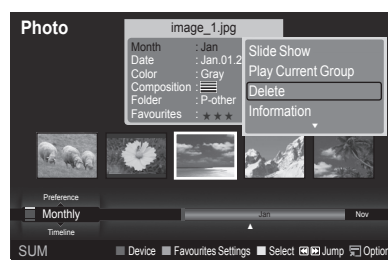 Photo
image_1.jpg
Month : Jan
Date : Jan.01.2
Color : Gray
Composition :
Folder : P-other
Favourites : ★ ★ ★
Slide Show
Play Current Group
Delete
Information
Preference
Monthly
Timeline
Jan
Nov
SUM
Device
Favourites Settings
Select
Jump
Option